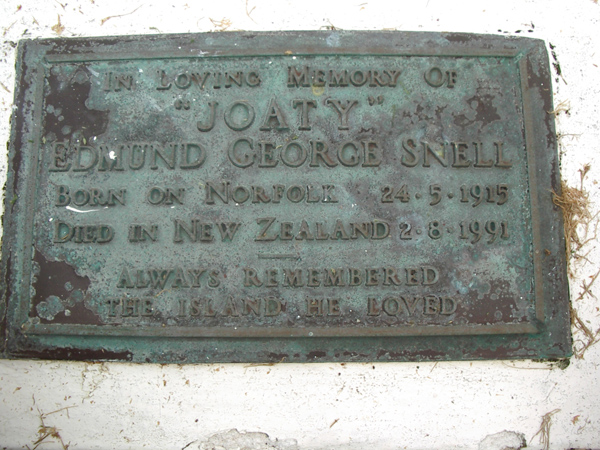 IN LOVING MEMORY OF
"JOATY"
EDMUND GEORGE SNELL
BORN ON NORFOLK 24·5·1915
DIED IN NEW ZEALAND 2·8·1991
ALWAYS REMEMBERED
THE ISLAND HE LOVED